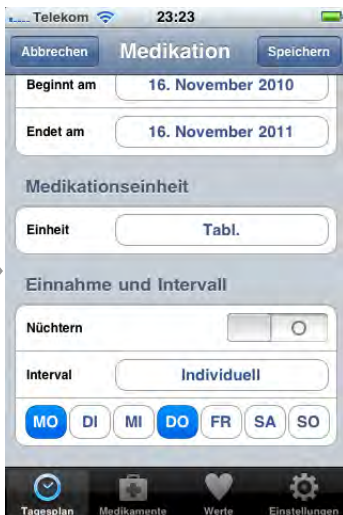 Telekom 23:23
Abbrechen Medikation Speichern
Beginnt am 16. November 2010
Endet am 16. November 2011
Medikationseinheit
Einheit Tabl.
Einnahme und Intervall
Nüchtern
Interval Individuell
MO DI MI DO FR SA SO
Tagesplan Medikamente Werte Einstellungen